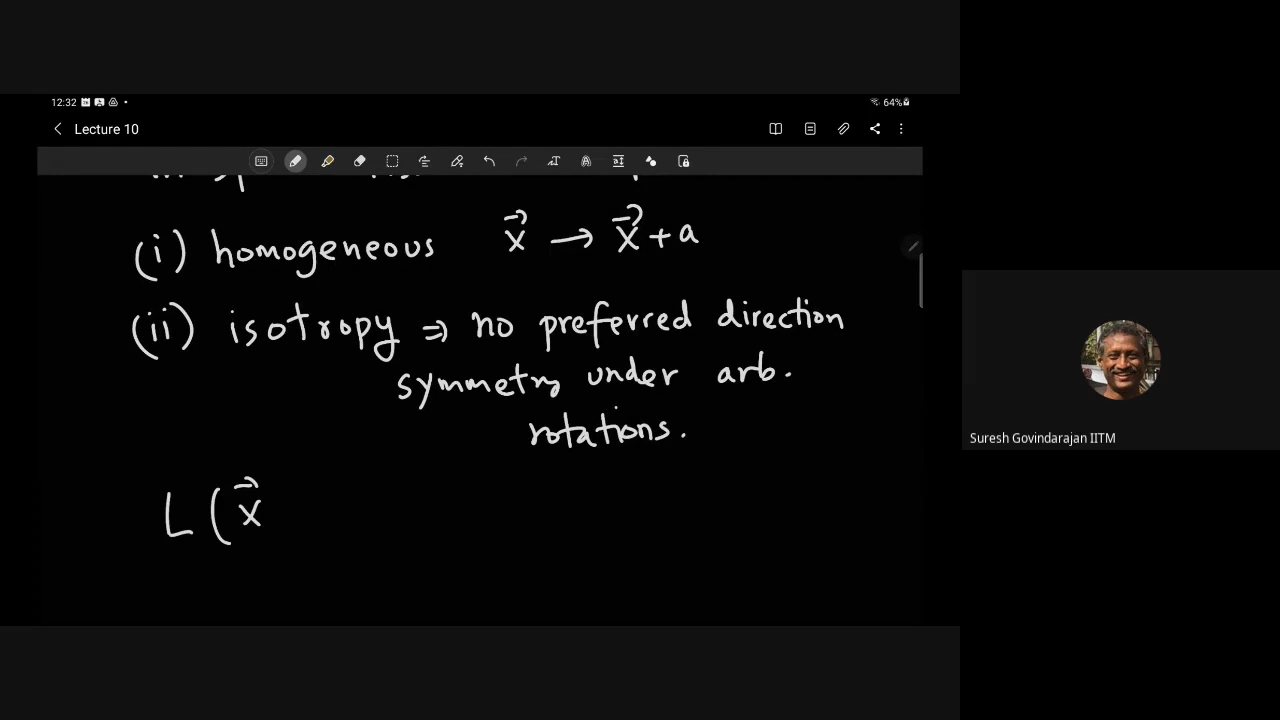 12:32
64%
Lecture 10
(i) homogeneous x⃗ → x⃗ + a
(ii) isotropy ⇒ no preferred direction
symmetry under arb.
rotations.
L ( x⃗
Suresh Govindarajan IITM